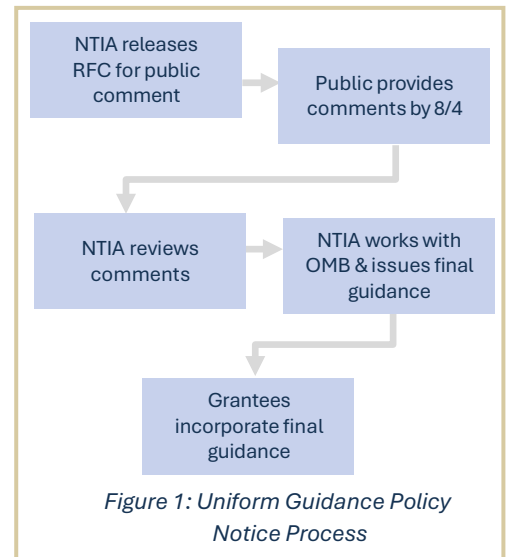 NTIA releases
RFC for public
comment
Public provides
comments by 8/4
NTIA reviews
comments
NTIA works with
OMB & issues final
guidance
Grantees
incorporate final
guidance
Figure 1: Uniform Guidance Policy
Notice Process